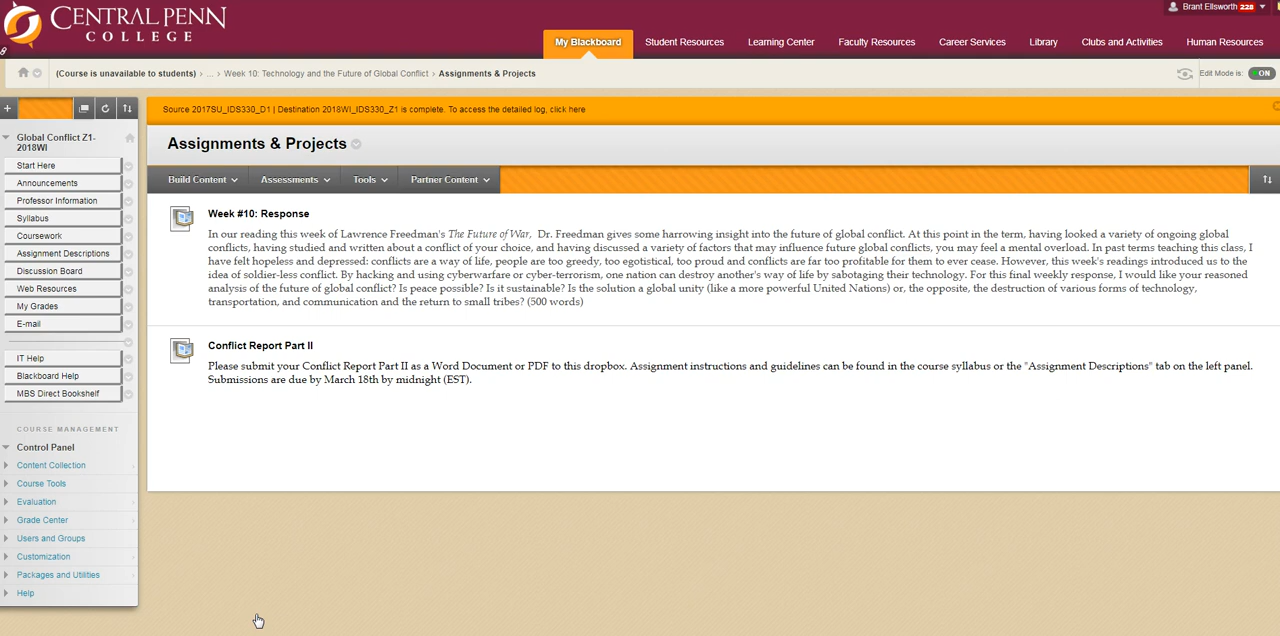 CENTRAL PENN
COLLEGE
Brant Ellsworth 228
My Blackboard Student Resources Learning Center Faculty Resources Career Services Library Clubs and Activities Human Resources
(Course is unavailable to students) › ... › Week 10: Technology and the Future of Global Conflict › Assignments & Projects
Edit Mode is: ON
Source 2017SU_IDS330_D1 | Destination 2018WI_IDS330_Z1 is complete. To access the detailed log, click here
Global Conflict Z1-
2018WI
Start Here
Announcements
Professor Information
Syllabus
Coursework
Assignment Descriptions
Discussion Board
Web Resources
My Grades
E-mail
IT Help
Blackboard Help
MBS Direct Bookshelf
COURSE MANAGEMENT
Control Panel
Content Collection
Course Tools
Evaluation
Grade Center
Users and Groups
Customization
Packages and Utilities
Help
Assignments & Projects
Build Content Assessments Tools Partner Content
Week #10: Response
In our reading this week of Lawrence Freedman's The Future of War, Dr. Freedman gives some harrowing insight into the future of global conflict. At this point in the term, having looked a variety of ongoing global
conflicts, having studied and written about a conflict of your choice, and having discussed a variety of factors that may influence future global conflicts, you may feel a mental overload. In past terms teaching this class, I
have felt hopeless and depressed: conflicts are a way of life, people are too greedy, too egotistical, too proud and conflicts are far too profitable for them to ever cease. However, this week's readings introduced us to the
idea of soldier-less conflict. By hacking and using cyberwarfare or cyber-terrorism, one nation can destroy another's way of life by sabotaging their technology. For this final weekly response, I would like your reasoned
analysis of the future of global conflict? Is peace possible? Is it sustainable? Is the solution a global unity (like a more powerful United Nations) or, the opposite, the destruction of various forms of technology,
transportation, and communication and the return to small tribes? (500 words)
Conflict Report Part II
Please submit your Conflict Report Part II as a Word Document or PDF to this dropbox. Assignment instructions and guidelines can be found in the course syllabus or the "Assignment Descriptions" tab on the left panel.
Submissions are due by March 18th by midnight (EST).